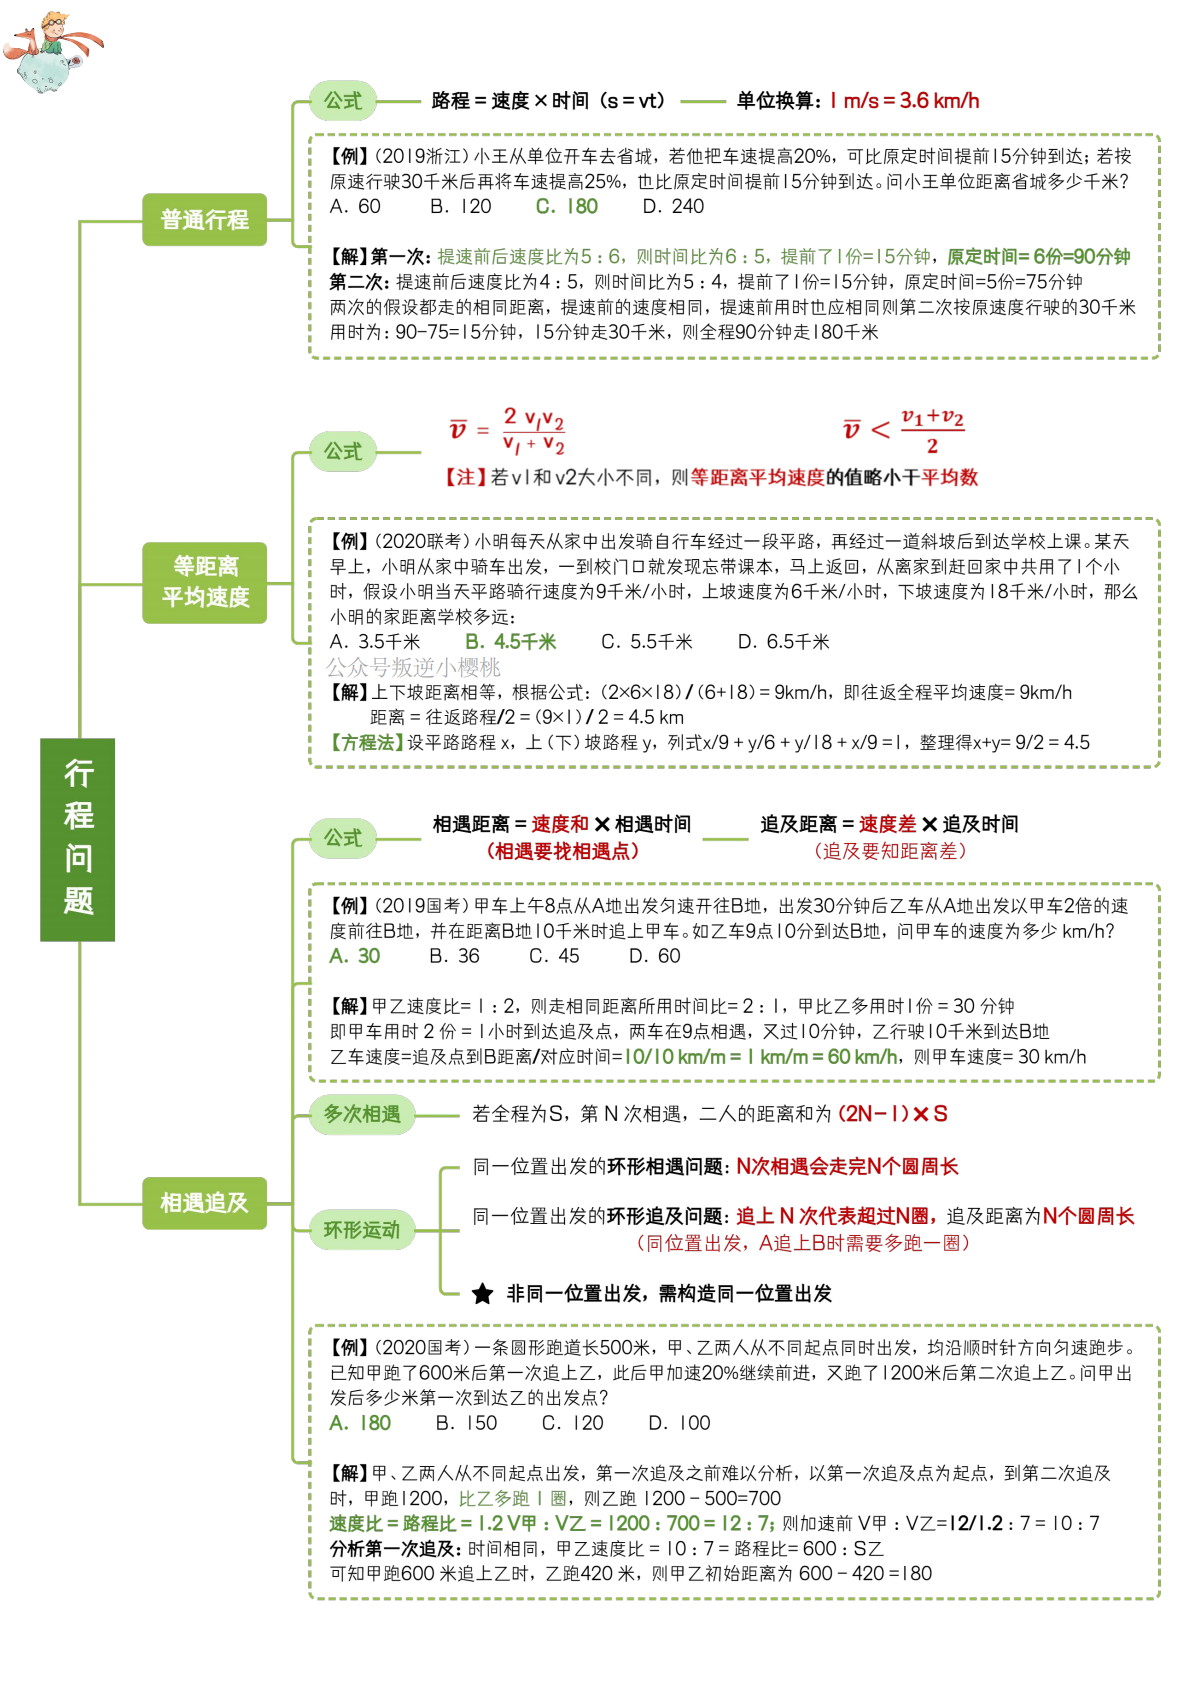 公式
路程 = 速度 × 时间（s = vt）
单位换算：1 m/s = 3.6 km/h
【例】（2019浙江）小王从单位开车去省城，若他把车速提高20%，可比原定时间提前15分钟到达；若按
原速行驶30千米后再将车速提高25%，也比原定时间提前15分钟到达。问小王单位距离省城多少千米？
A. 60 B. 120 C. 180 D. 240
普通行程
【解】第一次：提速前后速度比为5：6，则时间比为6：5，提前了1份=15分钟，原定时间= 6份=90分钟
第二次：提速前后速度比为4：5，则时间比为5：4，提前了1份=15分钟，原定时间=5份=75分钟
两次的假设都走的相同距离，提速前的速度相同，提速前用时也应相同则第二次按原速度行驶的30千米
用时为：90-75=15分钟，15分钟走30千米，则全程90分钟走180千米
公式
v̅ = 2 v1v2 / v1 + v2
v̅ < v1+v2 / 2
【注】若v1和v2大小不同，则等距离平均速度的值略小于平均数
【例】（2020联考）小明每天从家中出发骑自行车经过一段平路，再经过一道斜坡后到达学校上课。某天
早上，小明从家中骑车出发，一到校门口就发现忘带课本，马上返回，从离家到赶回家中共用了1个小
时，假设小明当天平路骑行速度为9千米/小时，上坡速度为6千米/小时，下坡速度为18千米/小时，那么
小明的家距离学校多远：
A. 3.5千米 B. 4.5千米 C. 5.5千米 D. 6.5千米
等距离
平均速度
公众号叛逆小樱桃
【解】上下坡距离相等，根据公式：（2×6×18）/（6+18）= 9km/h，即往返全程平均速度= 9km/h
距离 = 往返路程/2 =（9×1）/ 2 = 4.5 km
【方程法】设平路路程 x，上（下）坡路程 y，列式x/9 + y/6 + y/18 + x/9 =1，整理得x+y= 9/2 = 4.5
行
程
问
题
公式
相遇距离 = 速度和 × 相遇时间
（相遇要找相遇点）
追及距离 = 速度差 × 追及时间
（追及要知距离差）
【例】（2019国考）甲车上午8点从A地出发匀速开往B地，出发30分钟后乙车从A地出发以甲车2倍的速
度前往B地，并在距离B地10千米时追上甲车。如乙车9点10分到达B地，问甲车的速度为多少 km/h？
A. 30 B. 36 C. 45 D. 60
【解】甲乙速度比= 1：2，则走相同距离所用时间比= 2：1，甲比乙多用时1份 = 30 分钟
即甲车用时 2 份 = 1小时到达追及点，两车在9点相遇，又过10分钟，乙行驶10千米到达B地
乙车速度=追及点到B距离/对应时间=10/10 km/m = 1 km/m = 60 km/h，则甲车速度= 30 km/h
多次相遇
若全程为S，第 N 次相遇，二人的距离和为（2N-1）× S
相遇追及
环形运动
同一位置出发的环形相遇问题：N次相遇会走完N个圆周长
同一位置出发的环形追及问题：追上 N 次代表超过N圈，追及距离为N个圆周长
（同位置出发，A追上B时需要多跑一圈）
★ 非同一位置出发，需构造同一位置出发
【例】（2020国考）一条圆形跑道长500米，甲、乙两人从不同起点同时出发，均沿顺时针方向匀速跑步。
已知甲跑了600米后第一次追上乙，此后甲加速20%继续前进，又跑了1200米后第二次追上乙。问甲出
发后多少米第一次到达乙的出发点？
A. 180 B. 150 C. 120 D. 100
【解】甲、乙两人从不同起点出发，第一次追及之前难以分析，以第一次追及点为起点，到第二次追及
时，甲跑1200，比乙多跑 1 圈，则乙跑 1200 - 500=700
速度比 = 路程比 = 1.2 V甲：V乙 = 1200：700 = 12：7；则加速前 V甲：V乙=12/1.2：7 = 10：7
分析第一次追及：时间相同，甲乙速度比 = 10：7 = 路程比= 600：S乙
可知甲跑600 米追上乙时，乙跑420 米，则甲乙初始距离为 600 - 420 =180